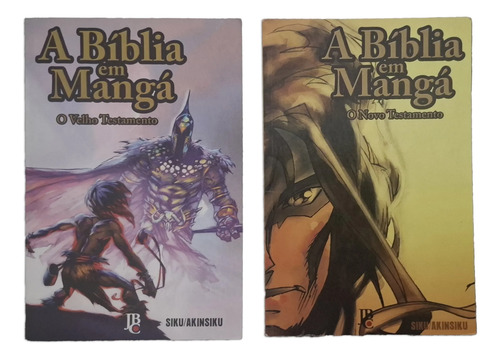 A Bíblia
em
Mangá
O Velho Testamento
JBC
SIKU/AKINSIKU
A Bíblia
em
Mangá
O Novo Testamento
JBC
SIKU/AKINSIKU